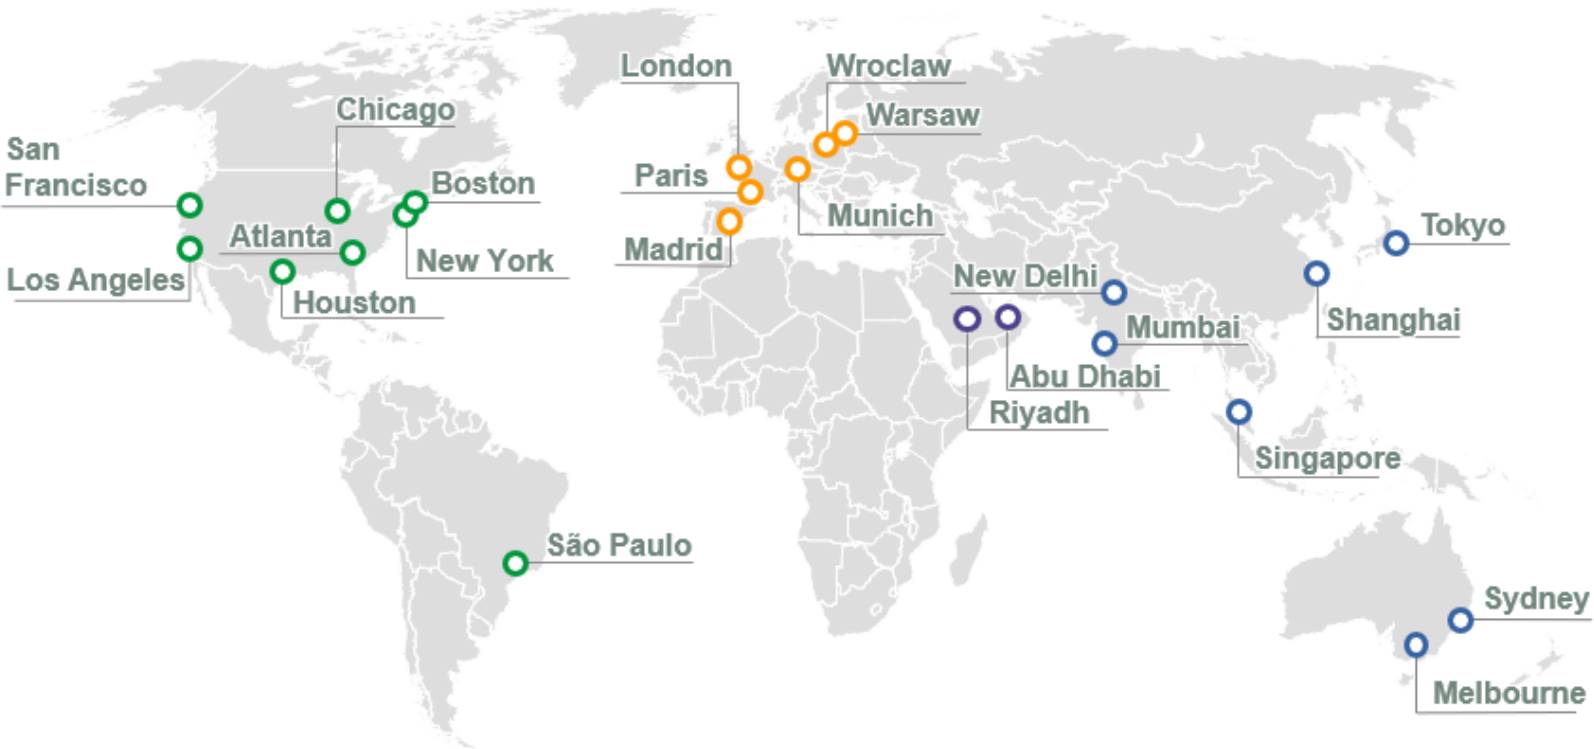 London
Wroclaw
Chicago
Warsaw
San
Francisco
Boston
Paris
Munich
Tokyo
Atlanta
Madrid
New York
Los Angeles
New Delhi
Houston
Mumbai
Shanghai
Abu Dhabi
Riyadh
Singapore
São Paulo
Sydney
Melbourne